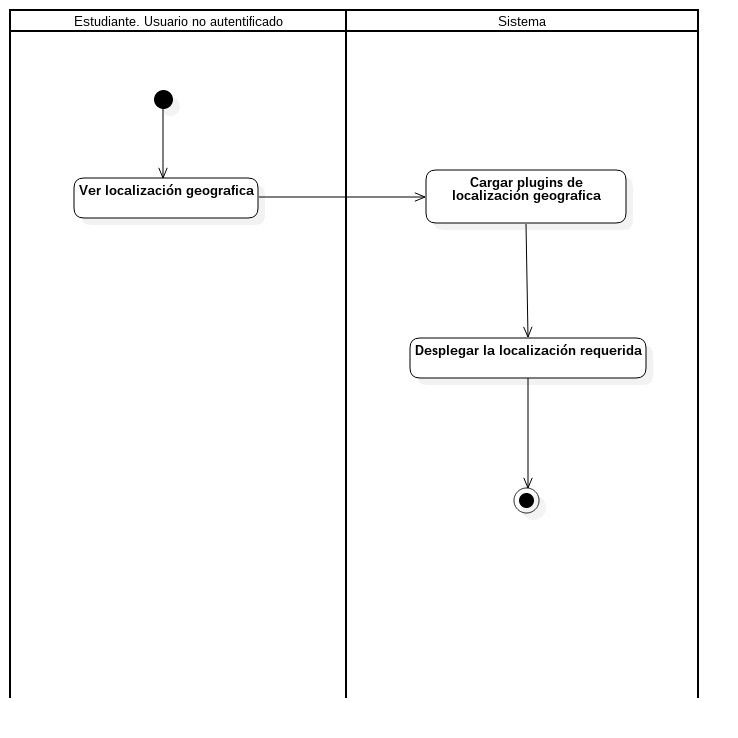 Estudiante. Usuario no autentificado
Sistema
Ver localización geografica
Cargar plugins de
localización geografica
Desplegar la localización requerida